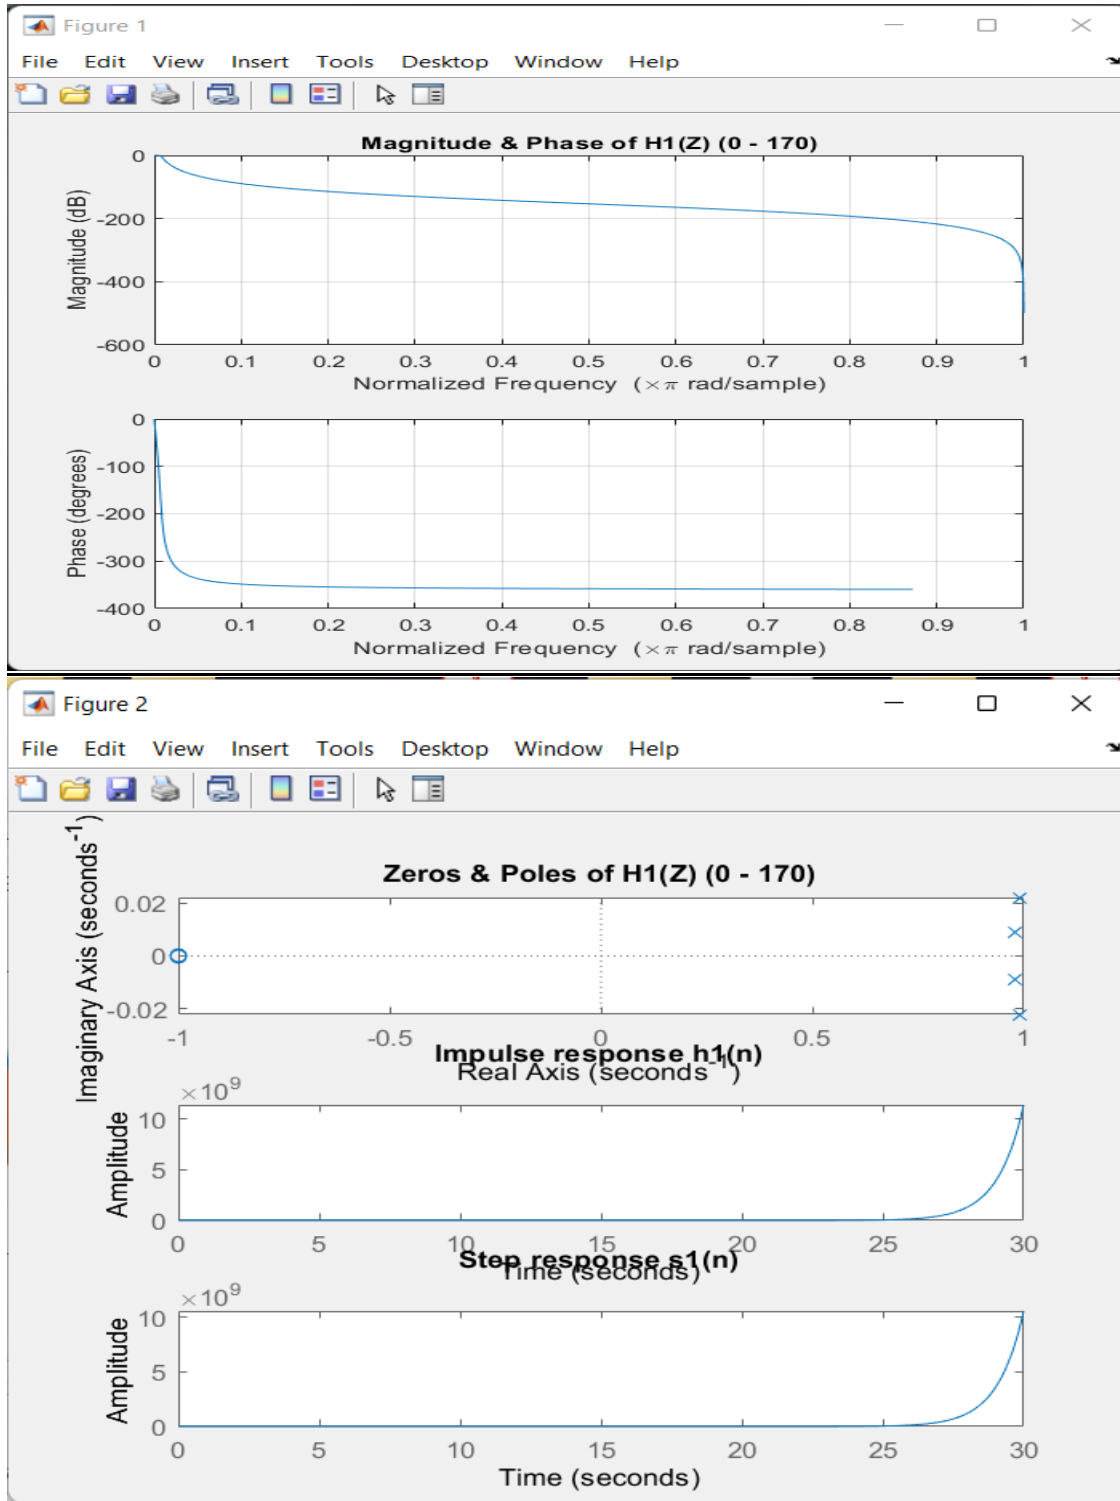 Figure 1
File Edit View Insert Tools Desktop Window Help
Magnitude & Phase of H1(Z) (0 - 170)
Magnitude (dB)
0
-200
-400
-600
0 0.1 0.2 0.3 0.4 0.5 0.6 0.7 0.8 0.9 1
Normalized Frequency (×π rad/sample)
Phase (degrees)
0
-100
-200
-300
-400
0 0.1 0.2 0.3 0.4 0.5 0.6 0.7 0.8 0.9 1
Normalized Frequency (×π rad/sample)
Figure 2
File Edit View Insert Tools Desktop Window Help
Zeros & Poles of H1(Z) (0 - 170)
Imaginary Axis (seconds⁻¹)
0.02
0
-0.02
-1 -0.5 0 0.5 1
Real Axis (seconds⁻¹)
Impulse response h1(n)
×10⁹
Amplitude
10
5
0
0 5 10 15 20 25 30
Time (seconds)
Step response s1(n)
×10⁹
Amplitude
10
5
0
0 5 10 15 20 25 30
Time (seconds)